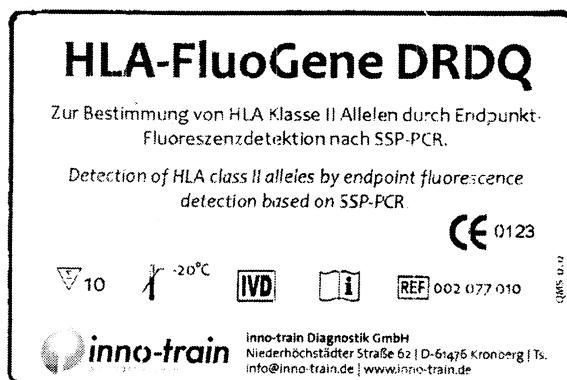 HLA-FluoGene DRDQ
Zur Bestimmung von HLA Klasse II Allelen durch Endpunkt-
Fluoreszenzdetektion nach SSP-PCR.
Detection of HLA class II alleles by endpoint fluorescence
detection based on SSP-PCR
CE 0123
Σ 10
-20°C
IVD
i
REF 002 077 010
QMS
inno-train
inno-train Diagnostik GmbH
Niederhöchstädter Straße 62 | D-61476 Kronberg | Ts.
info@inno-train.de | www.inno-train.de